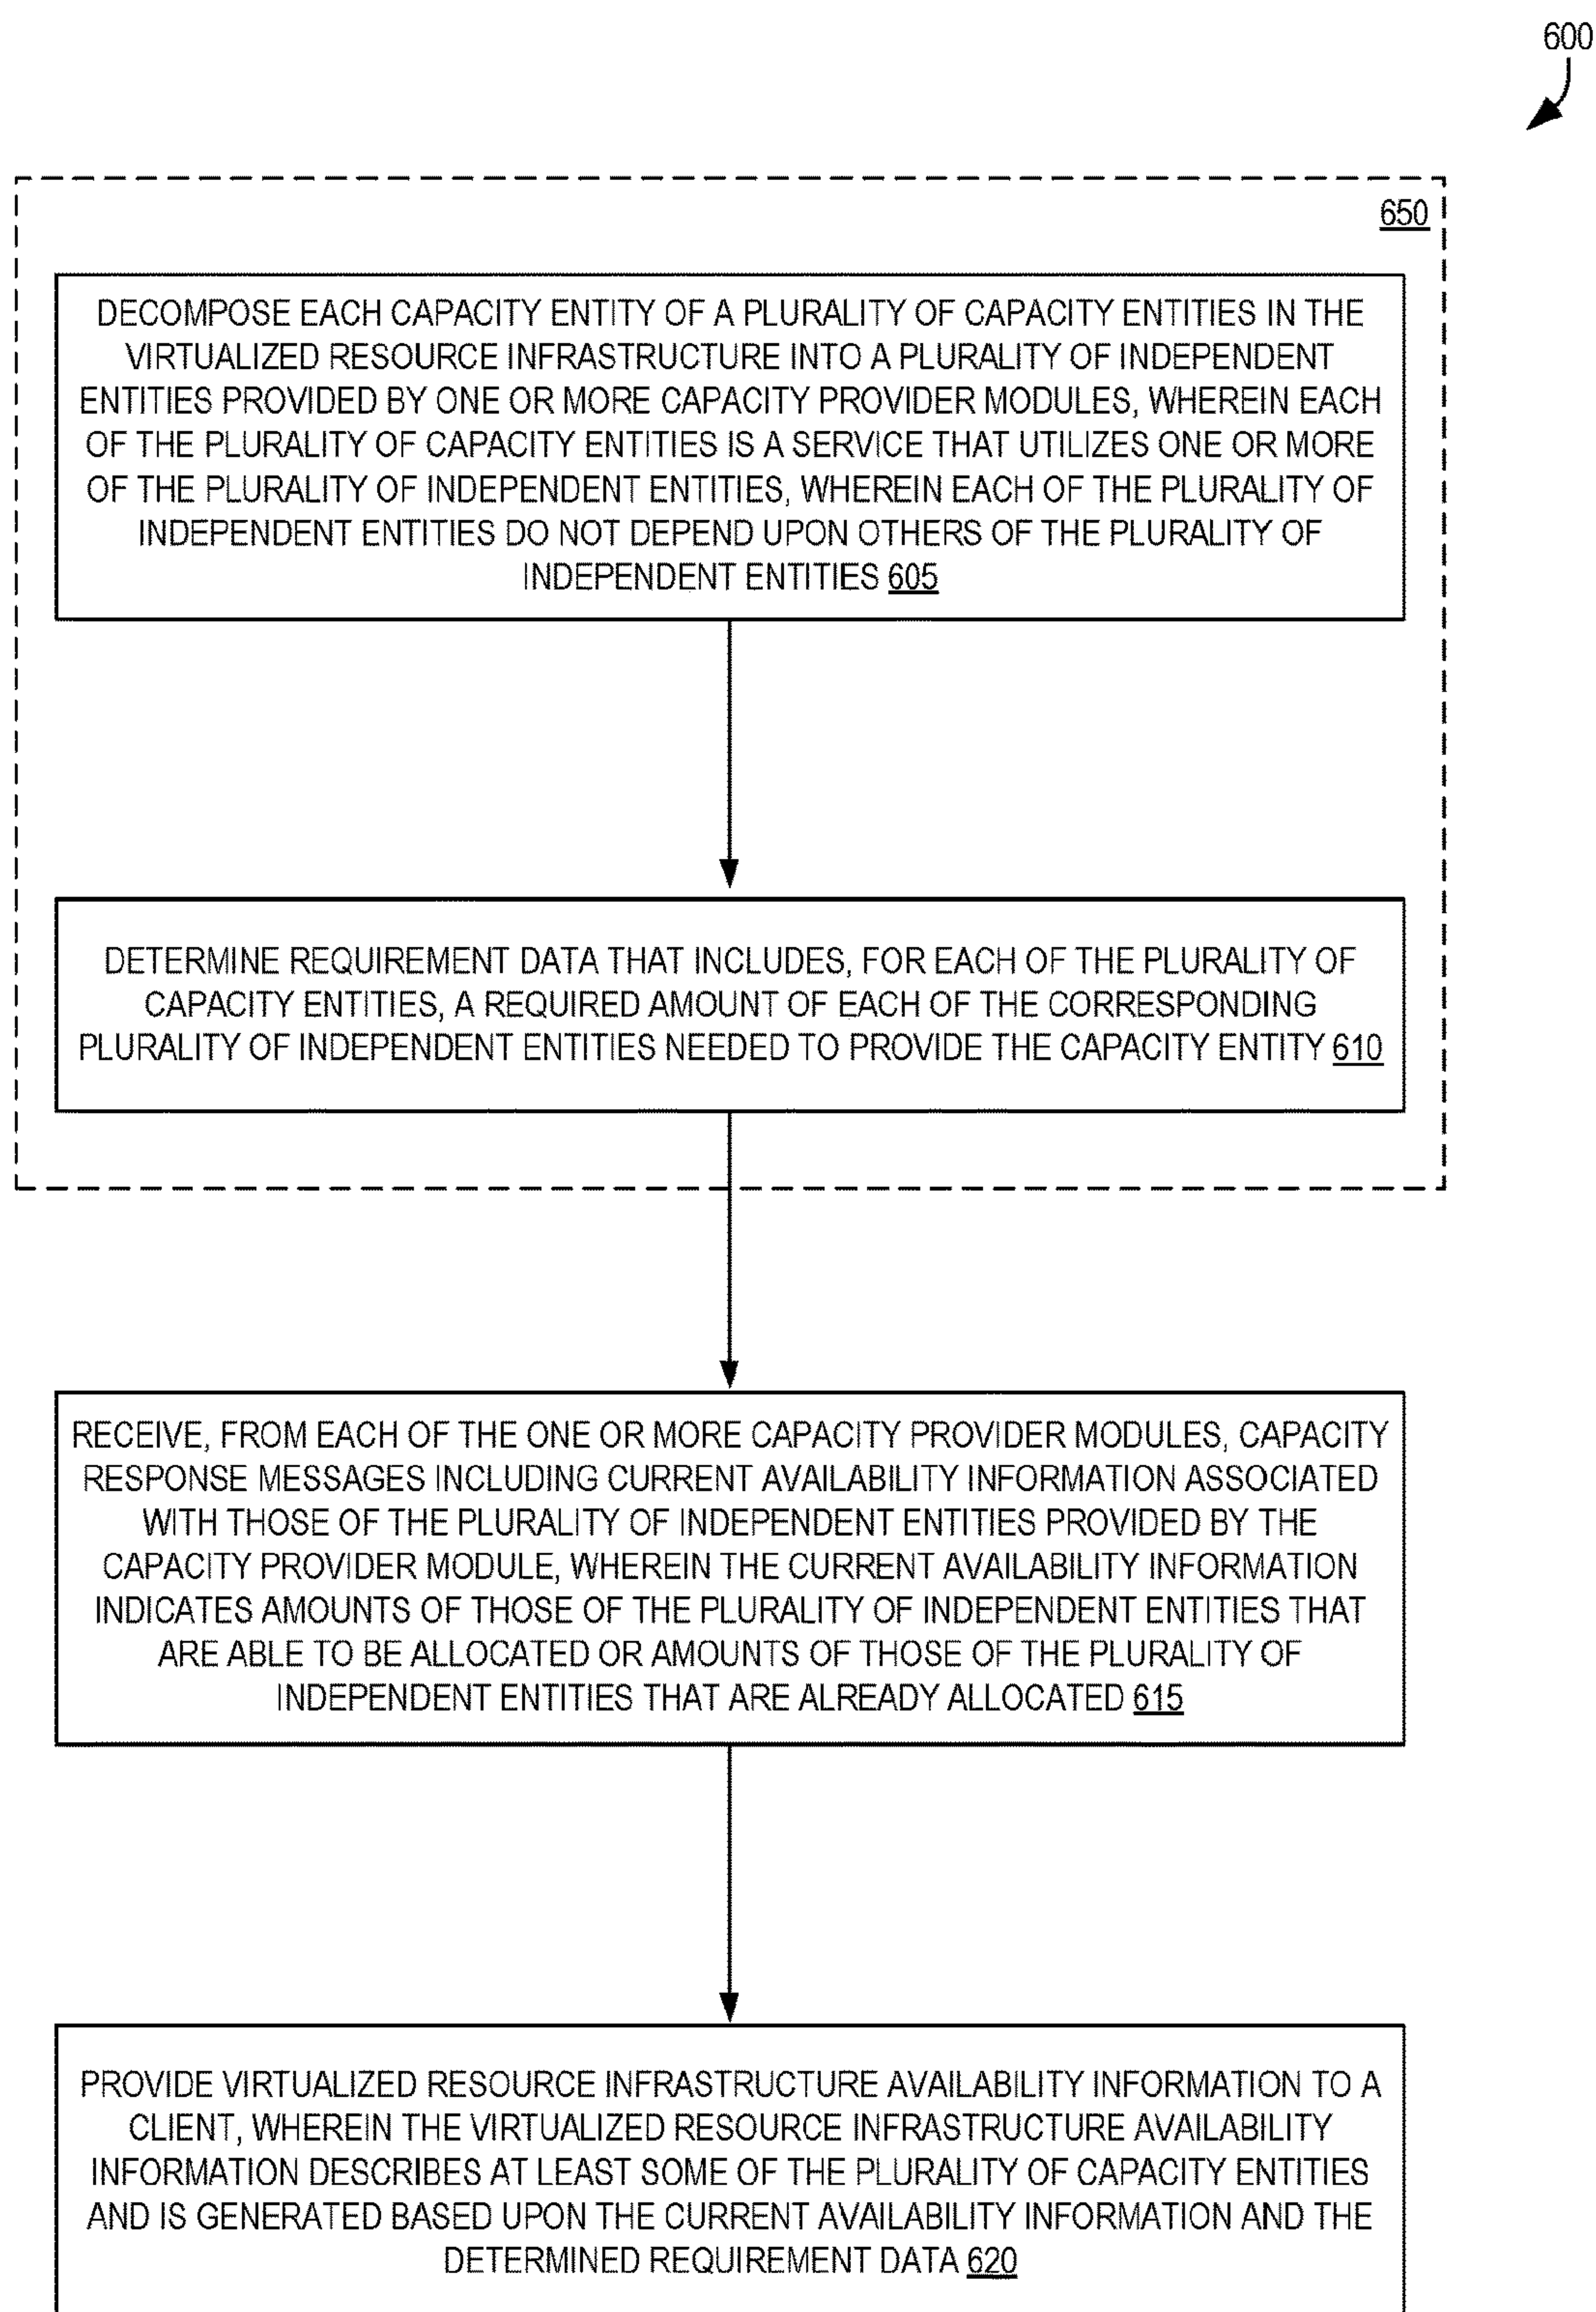 600
650
DECOMPOSE EACH CAPACITY ENTITY OF A PLURALITY OF CAPACITY ENTITIES IN THE
VIRTUALIZED RESOURCE INFRASTRUCTURE INTO A PLURALITY OF INDEPENDENT
ENTITIES PROVIDED BY ONE OR MORE CAPACITY PROVIDER MODULES, WHEREIN EACH
OF THE PLURALITY OF CAPACITY ENTITIES IS A SERVICE THAT UTILIZES ONE OR MORE
OF THE PLURALITY OF INDEPENDENT ENTITIES, WHEREIN EACH OF THE PLURALITY OF
INDEPENDENT ENTITIES DO NOT DEPEND UPON OTHERS OF THE PLURALITY OF
INDEPENDENT ENTITIES 605
DETERMINE REQUIREMENT DATA THAT INCLUDES, FOR EACH OF THE PLURALITY OF
CAPACITY ENTITIES, A REQUIRED AMOUNT OF EACH OF THE CORRESPONDING
PLURALITY OF INDEPENDENT ENTITIES NEEDED TO PROVIDE THE CAPACITY ENTITY 610
RECEIVE, FROM EACH OF THE ONE OR MORE CAPACITY PROVIDER MODULES, CAPACITY
RESPONSE MESSAGES INCLUDING CURRENT AVAILABILITY INFORMATION ASSOCIATED
WITH THOSE OF THE PLURALITY OF INDEPENDENT ENTITIES PROVIDED BY THE
CAPACITY PROVIDER MODULE, WHEREIN THE CURRENT AVAILABILITY INFORMATION
INDICATES AMOUNTS OF THOSE OF THE PLURALITY OF INDEPENDENT ENTITIES THAT
ARE ABLE TO BE ALLOCATED OR AMOUNTS OF THOSE OF THE PLURALITY OF
INDEPENDENT ENTITIES THAT ARE ALREADY ALLOCATED 615
PROVIDE VIRTUALIZED RESOURCE INFRASTRUCTURE AVAILABILITY INFORMATION TO A
CLIENT, WHEREIN THE VIRTUALIZED RESOURCE INFRASTRUCTURE AVAILABILITY
INFORMATION DESCRIBES AT LEAST SOME OF THE PLURALITY OF CAPACITY ENTITIES
AND IS GENERATED BASED UPON THE CURRENT AVAILABILITY INFORMATION AND THE
DETERMINED REQUIREMENT DATA 620